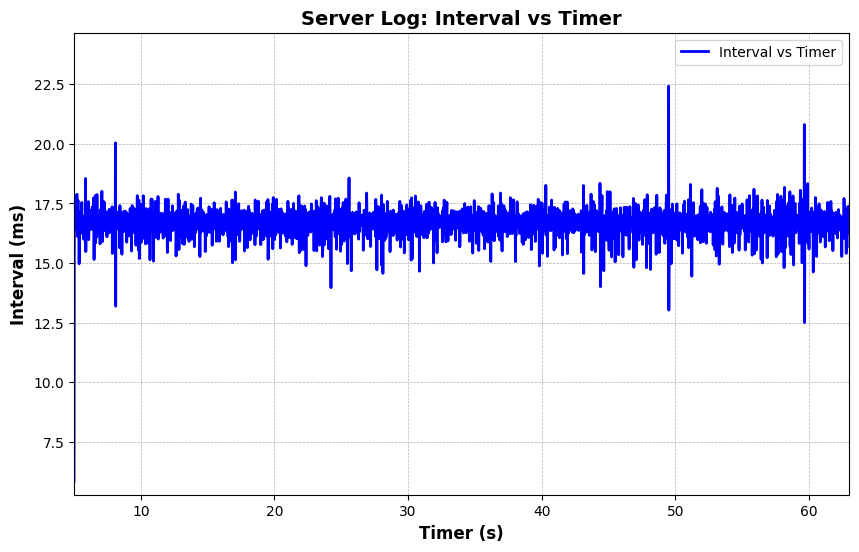 Server Log: Interval vs Timer
Interval vs Timer
22.5
20.0
17.5
15.0
12.5
10.0
7.5
Interval (ms)
10 20 30 40 50 60
Timer (s)